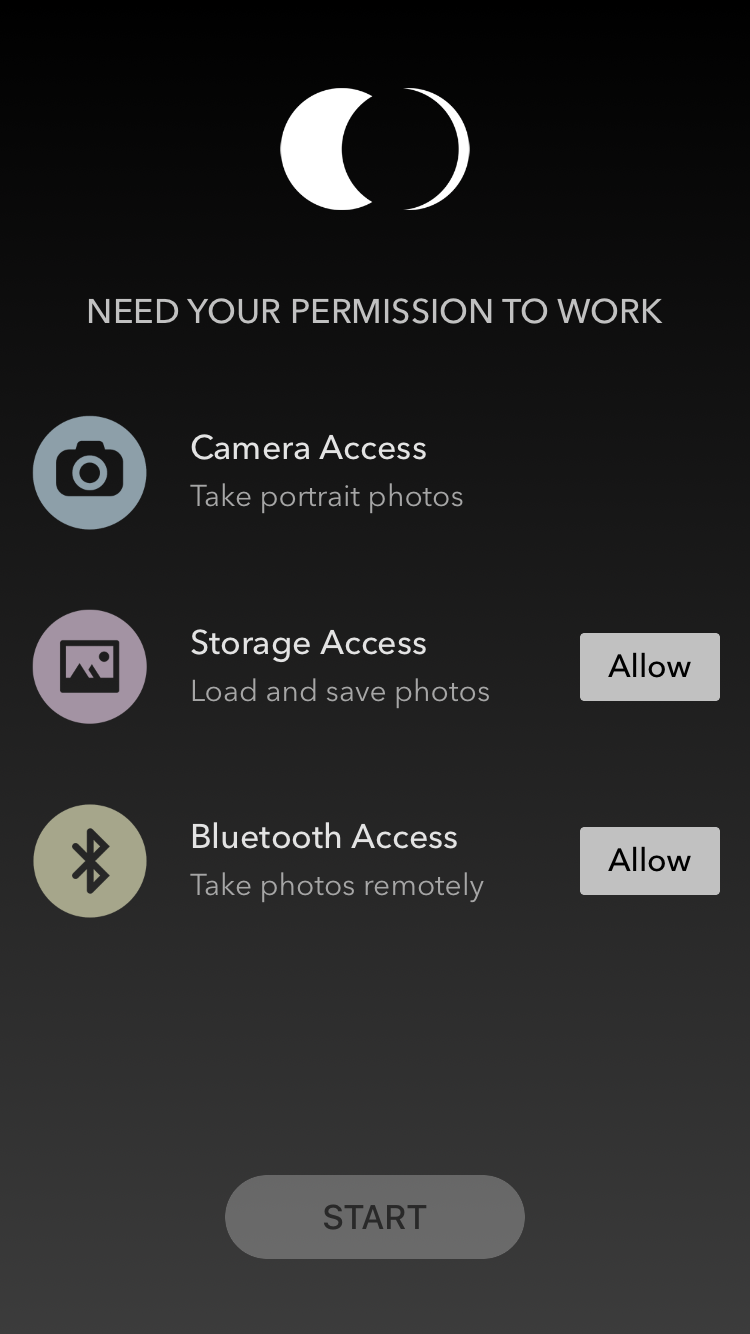 NEED YOUR PERMISSION TO WORK
Camera Access
Take portrait photos
Storage Access
Load and save photos
Allow
Bluetooth Access
Take photos remotely
Allow
START